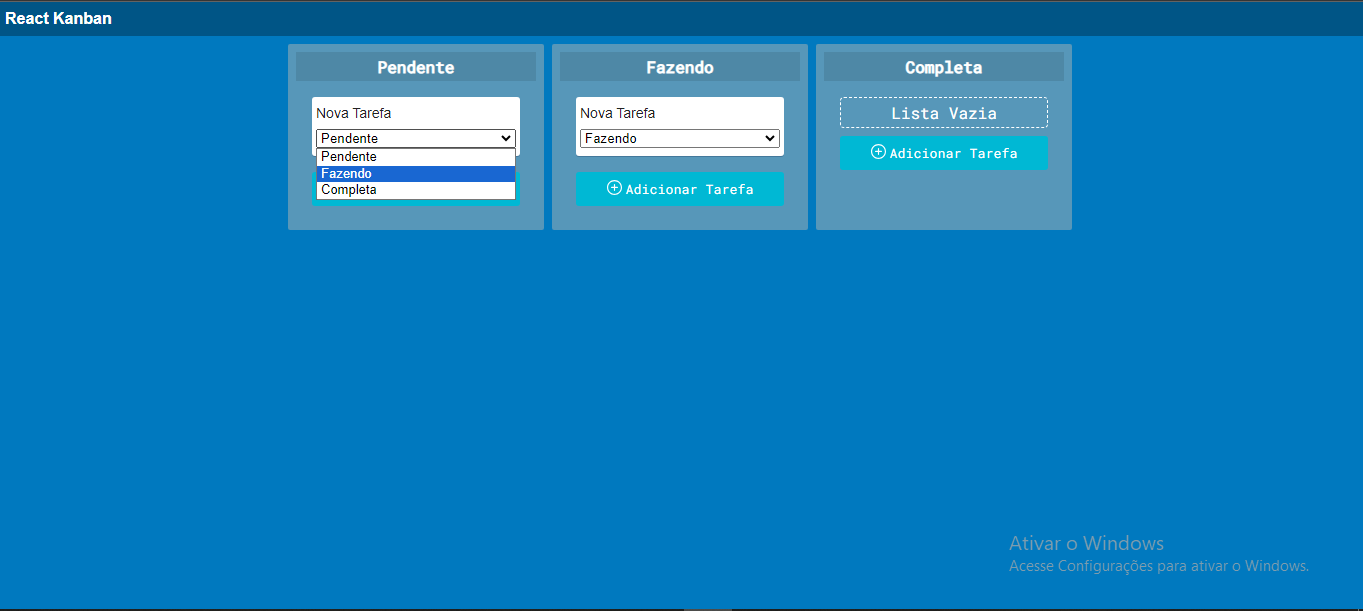 React Kanban
Pendente
Nova Tarefa
Pendente
Pendente
Fazendo
Completa
Fazendo
Nova Tarefa
Fazendo
Adicionar Tarefa
Completa
Lista Vazia
Adicionar Tarefa
Ativar o Windows
Acesse Configurações para ativar o Windows.